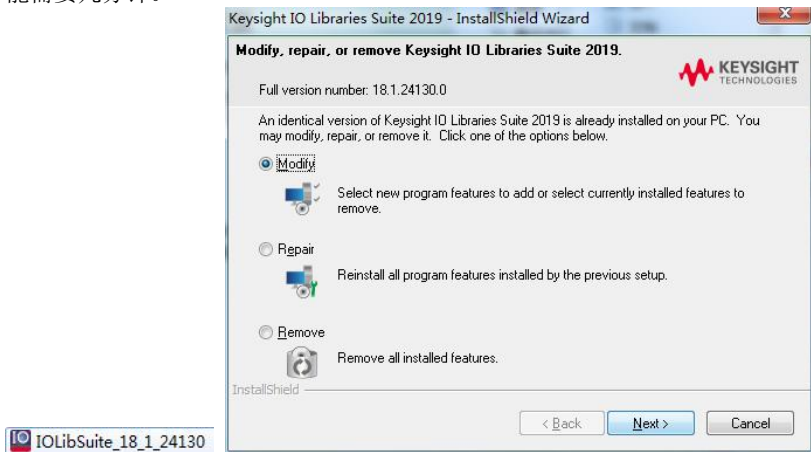 Keysight IO Libraries Suite 2019 - InstallShield Wizard
Modify, repair, or remove Keysight IO Libraries Suite 2019.
KEYSIGHT
TECHNOLOGIES
Full version number: 18.1.24130.0
An identical version of Keysight IO Libraries Suite 2019 is already installed on your PC. You
may modify, repair, or remove it. Click one of the options below.
Modify
Select new program features to add or select currently installed features to
remove.
Repair
Reinstall all program features installed by the previous setup.
Remove
Remove all installed features.
InstallShield
< Back
Next >
Cancel
IO
IOLibSuite_18_1_24130